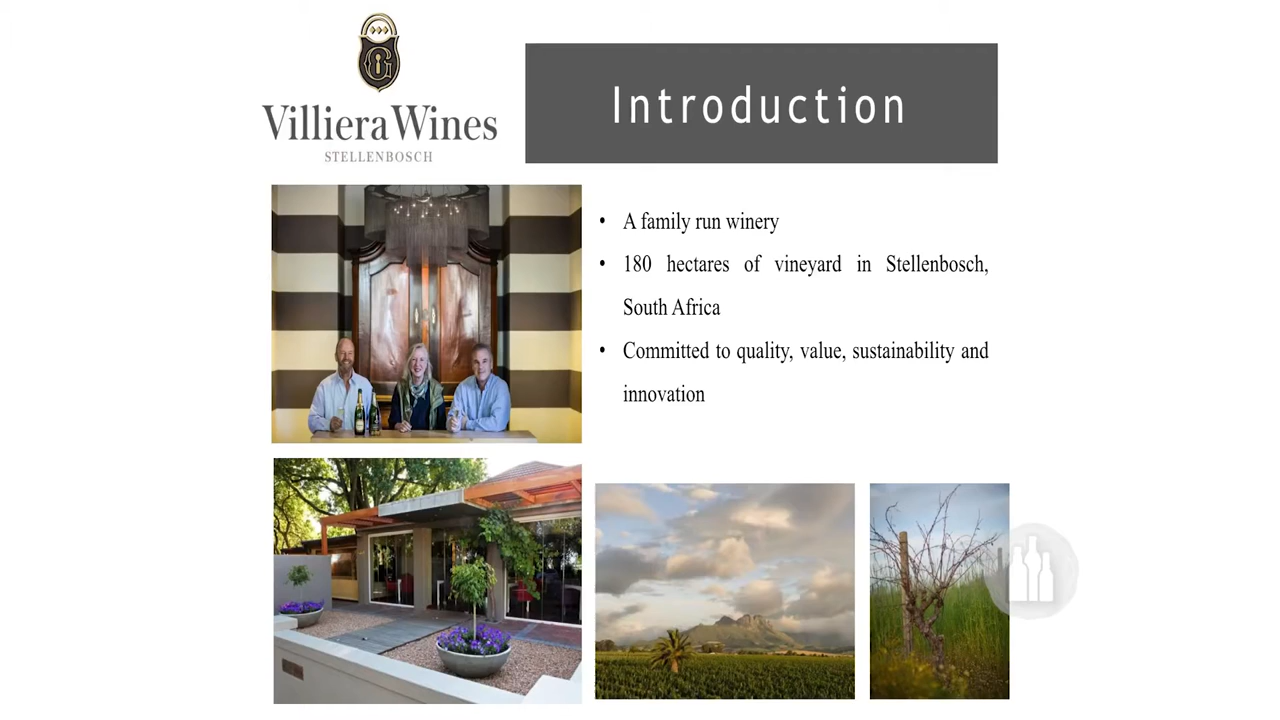 G
Villiera Wines
STELLENBOSCH
Introduction
• A family run winery
• 180 hectares of vineyard in Stellenbosch,
South Africa
• Committed to quality, value, sustainability and
innovation